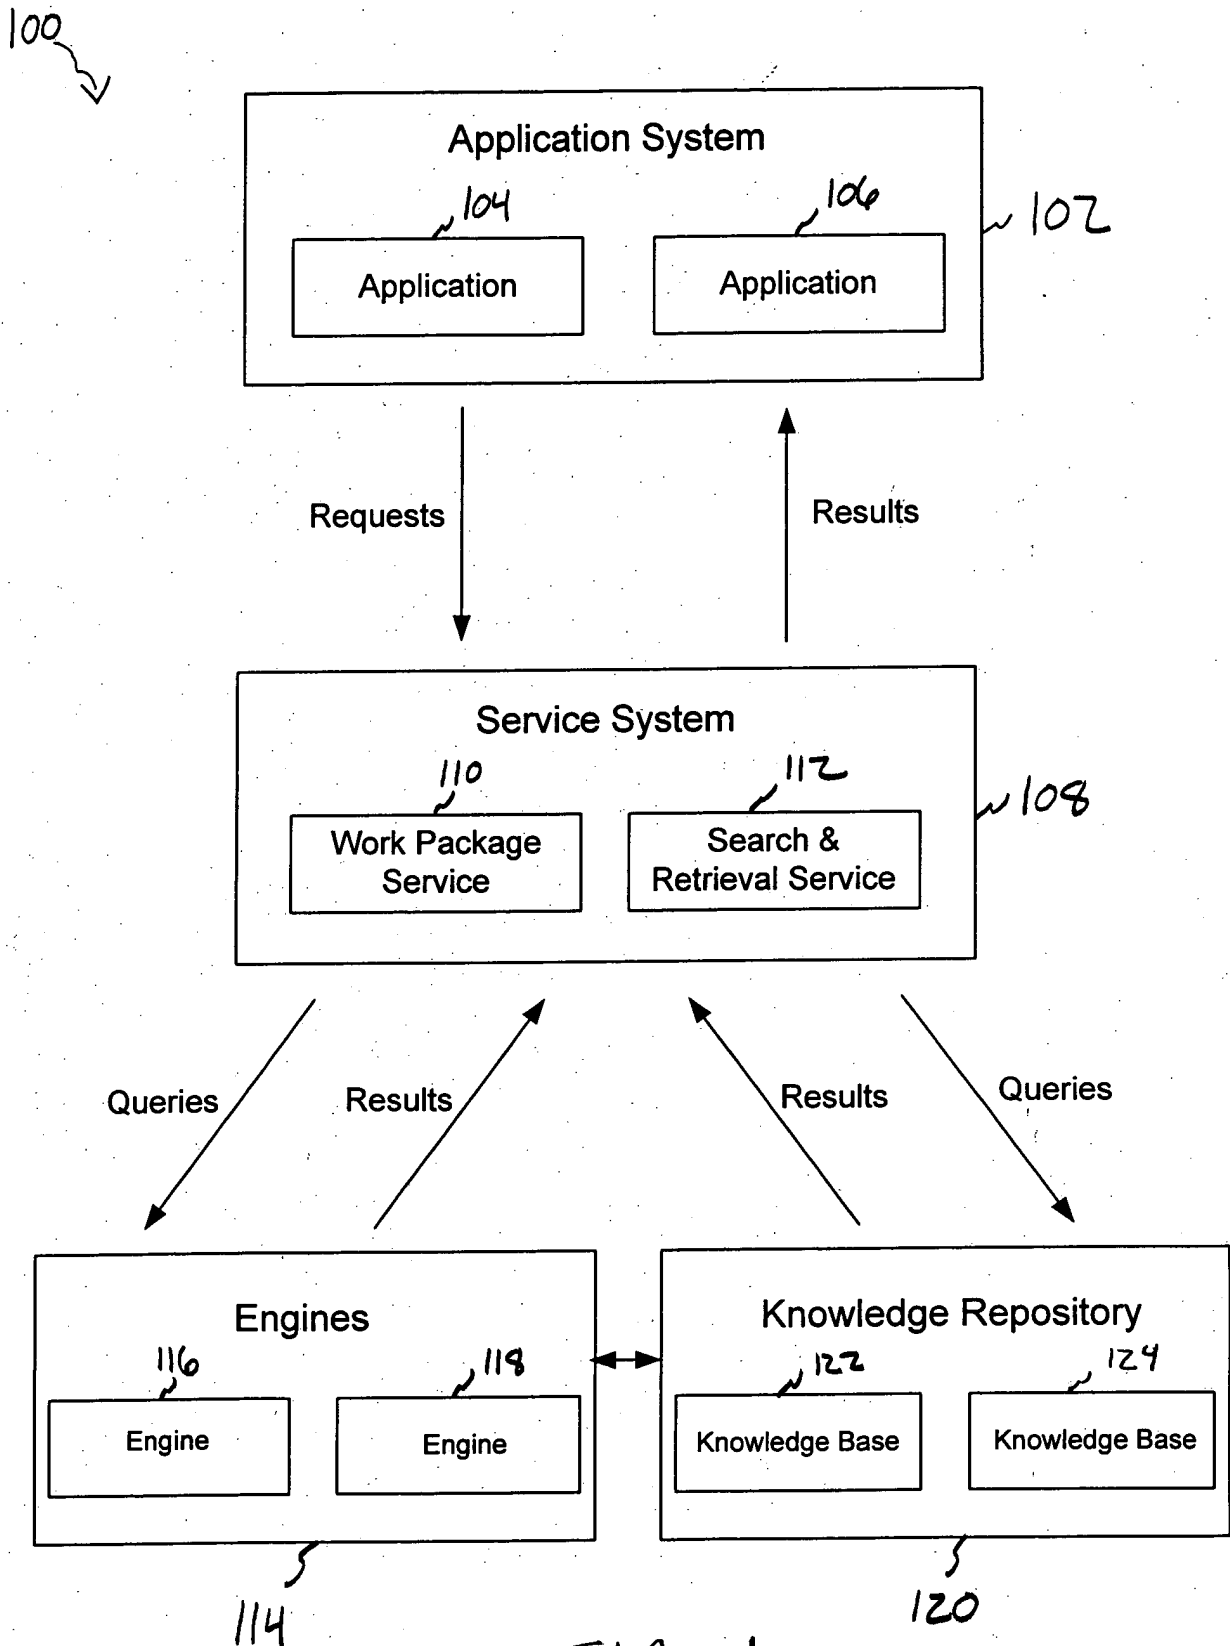 100
Application System
104
106
102
Application
Application
Requests
Results
Service System
110
112
108
Work Package
Service
Search &
Retrieval Service
Queries
Results
Results
Queries
Engines
Knowledge Repository
116
118
122
124
Engine
Engine
Knowledge Base
Knowledge Base
114
120